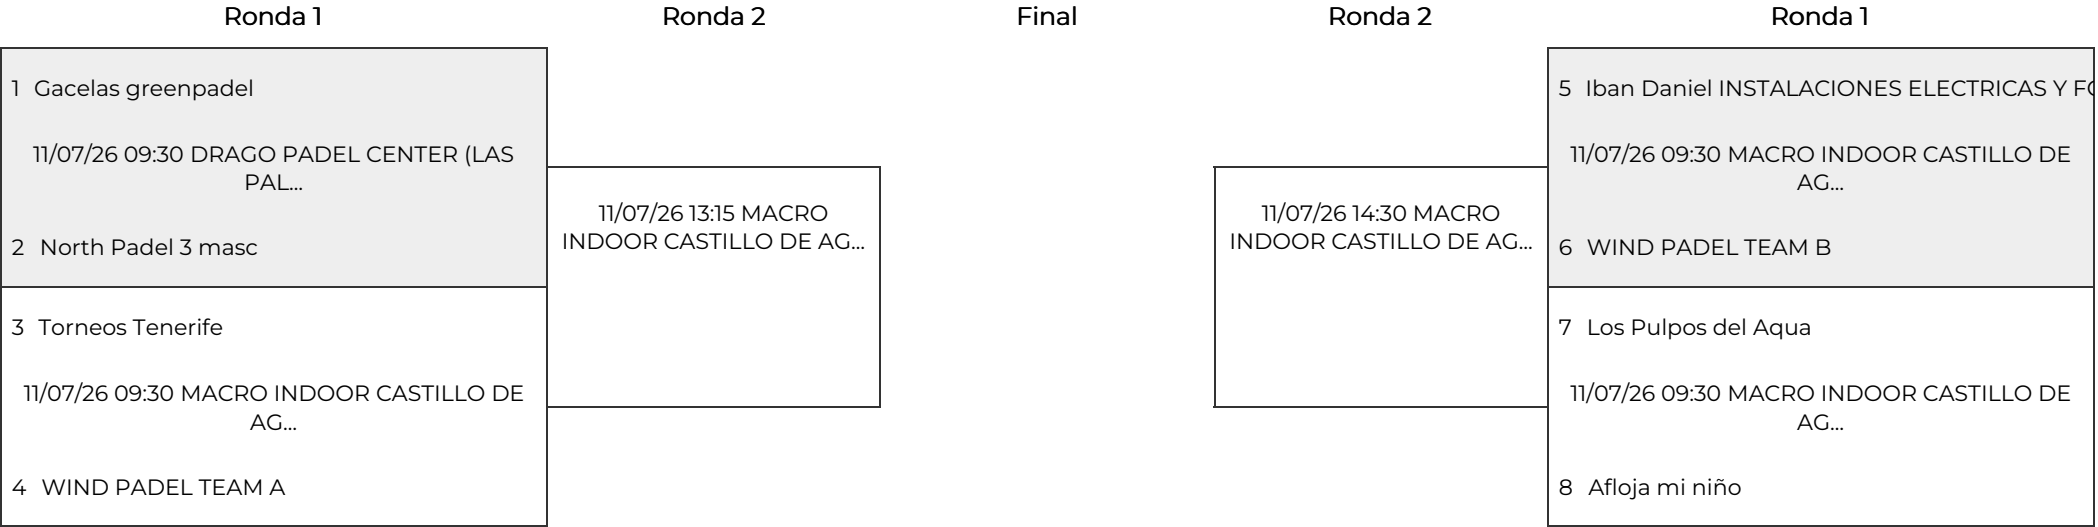 Ronda 1
Ronda 2
Final
Ronda 2
Ronda 1
1 Gacelas greenpadel
11/07/26 09:30 DRAGO PADEL CENTER (LAS
PAL...
2 North Padel 3 masc
3 Torneos Tenerife
11/07/26 09:30 MACRO INDOOR CASTILLO DE
AG...
4 WIND PADEL TEAM A
11/07/26 13:15 MACRO
INDOOR CASTILLO DE AG...
11/07/26 14:30 MACRO
INDOOR CASTILLO DE AG...
5 Iban Daniel INSTALACIONES ELECTRICAS Y FO
11/07/26 09:30 MACRO INDOOR CASTILLO DE
AG...
6 WIND PADEL TEAM B
7 Los Pulpos del Aqua
11/07/26 09:30 MACRO INDOOR CASTILLO DE
AG...
8 Afloja mi niño